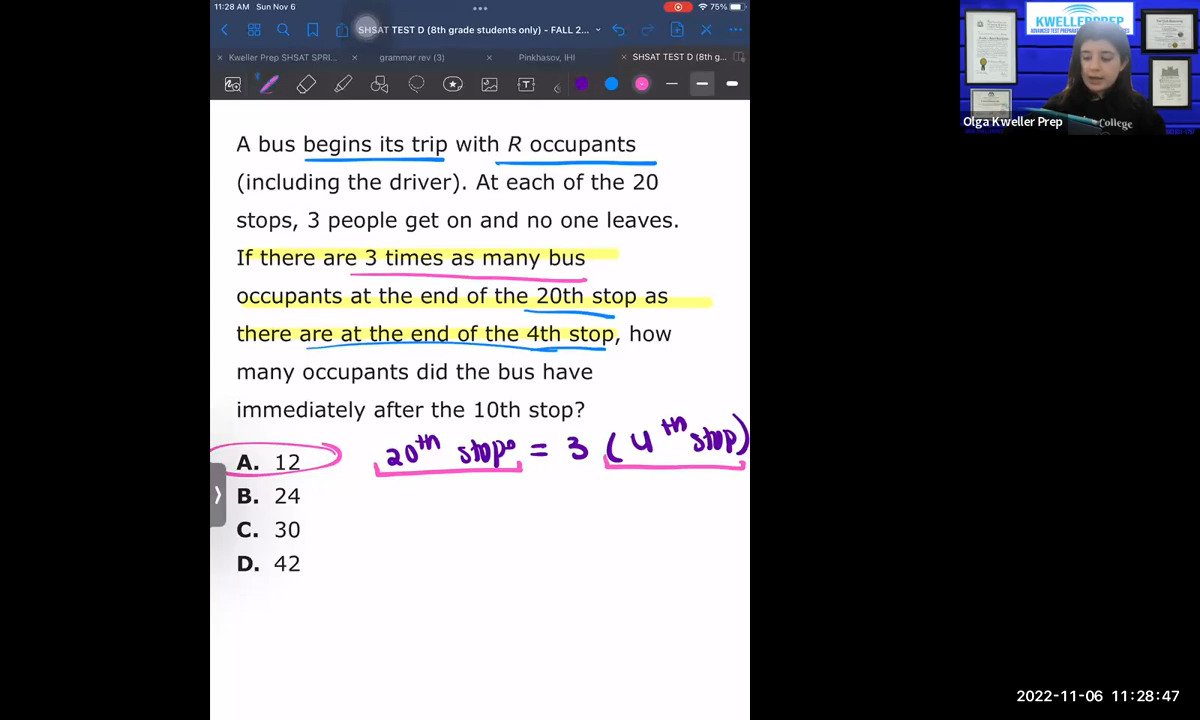 11:28 AM Sun Nov 6
75%
SHSAT TEST D (8th grade students only) - FALL 2...
Kweller Prep SHSAT SPRI...
grammar rev (3)
Pinkhasov, IHI
SHSAT TEST D (8th g...
A bus begins its trip with R occupants
(including the driver). At each of the 20
stops, 3 people get on and no one leaves.
If there are 3 times as many bus
occupants at the end of the 20th stop as
there are at the end of the 4th stop, how
many occupants did the bus have
immediately after the 10th stop?
20th stops = 3 (4th stop)
A. 12
B. 24
C. 30
D. 42
KWELLERPREP
College
Olga Kweller Prep
2022-11-06 11:28:47